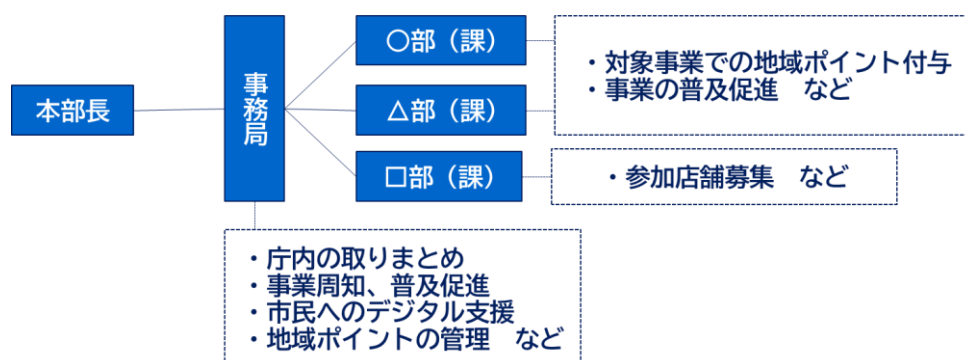 本部長
事務局
〇部（課）
△部（課）
□部（課）
・対象事業での地域ポイント付与
・事業の普及促進　など
・参加店舗募集　など
・庁内の取りまとめ
・事業周知、普及促進
・市民へのデジタル支援
・地域ポイントの管理　など